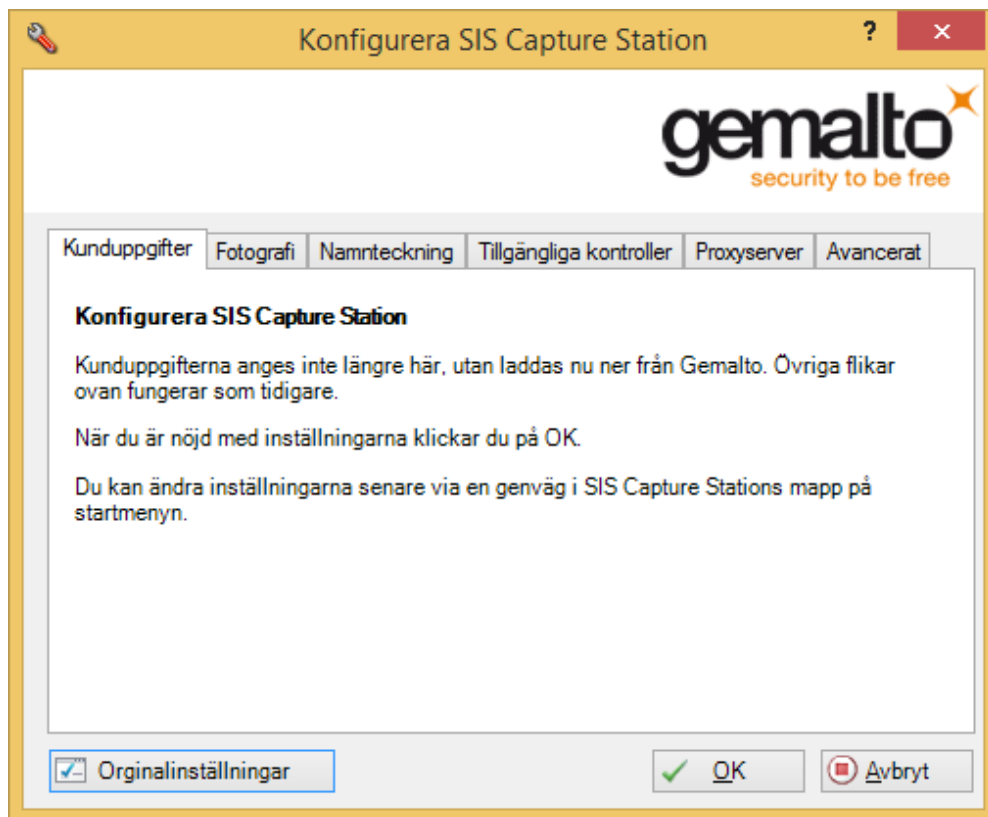 Konfigurera SIS Capture Station
?
gemalto
security to be free
Kunduppgifter Fotografi Namnteckning Tillgängliga kontroller Proxyserver Avancerat
Konfigurera SIS Capture Station
Kunduppgifterna anges inte längre här, utan laddas nu ner från Gemalto. Övriga flikar
ovan fungerar som tidigare.
När du är nöjd med inställningarna klickar du på OK.
Du kan ändra inställningarna senare via en genväg i SIS Capture Stations mapp på
startmenyn.
Orginalinställningar OK Avbryt